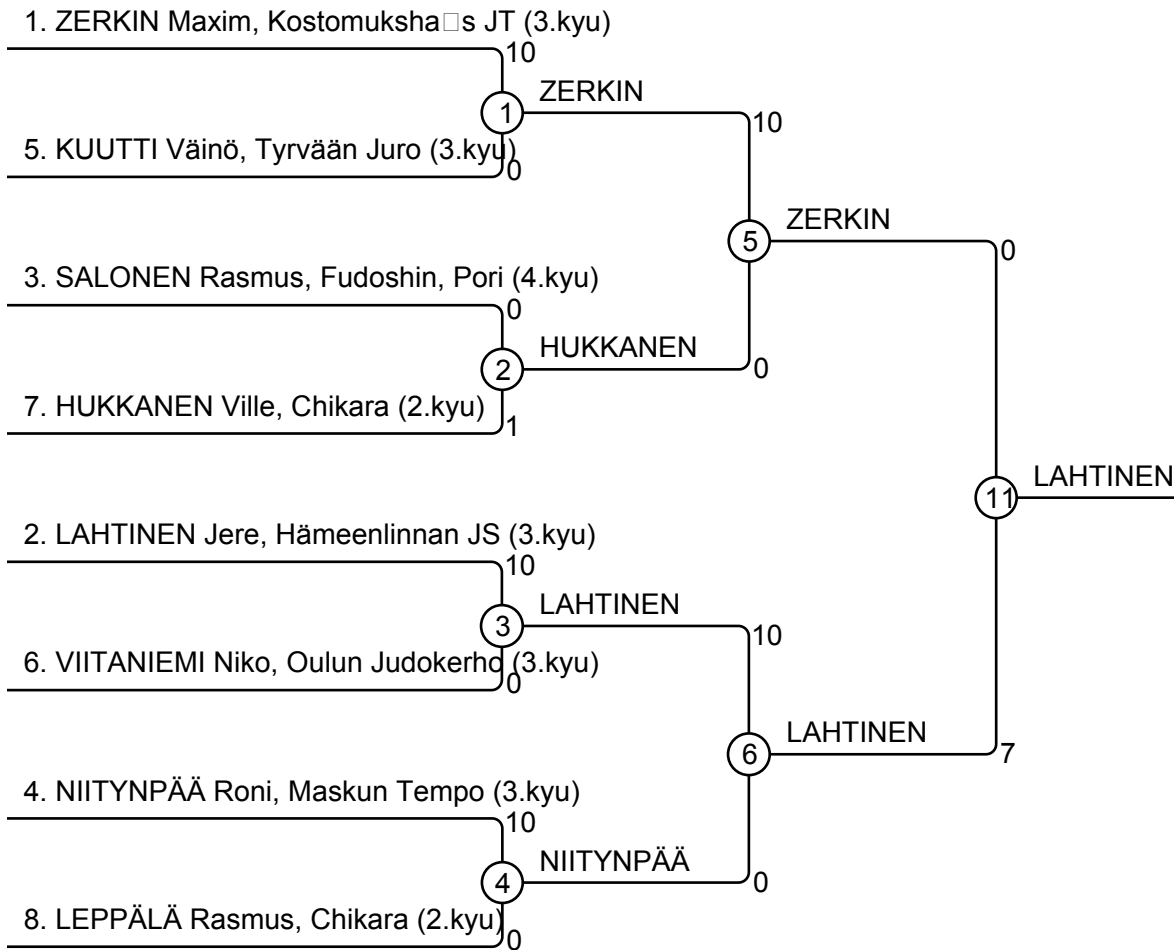 1. ZERKIN Maxim, Kostomuksha□s JT (3.kyu)
10
1 ZERKIN
10
5. KUUTTI Väinö, Tyrvään Juro (3.kyu)
0
5 ZERKIN
0
3. SALONEN Rasmus, Fudoshin, Pori (4.kyu)
0
2 HUKKANEN
0
7. HUKKANEN Ville, Chikara (2.kyu)
1
11 LAHTINEN
2. LAHTINEN Jere, Hämeenlinnan JS (3.kyu)
10
3 LAHTINEN
10
6. VIITANIEMI Niko, Oulun Judokerho (3.kyu)
0
6 LAHTINEN
7
4. NIITYNPÄÄ Roni, Maskun Tempo (3.kyu)
10
4 NIITYNPÄÄ
0
8. LEPPÄLÄ Rasmus, Chikara (2.kyu)
0